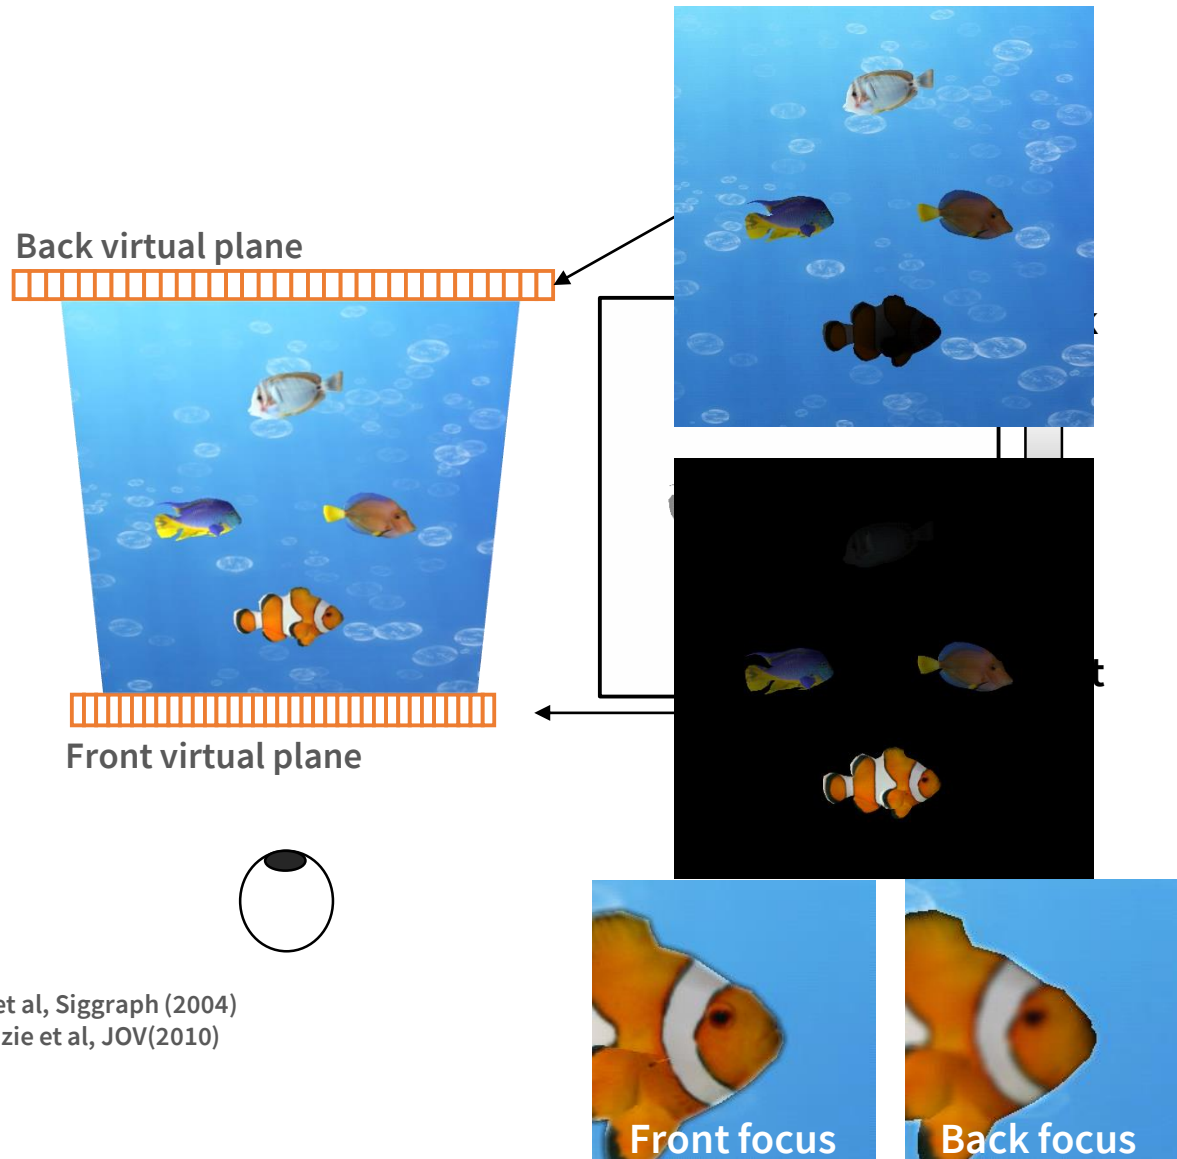 Back virtual plane
Front virtual plane
et al, Siggraph (2004)
zie et al, JOV(2010)
Front focus
Back focus